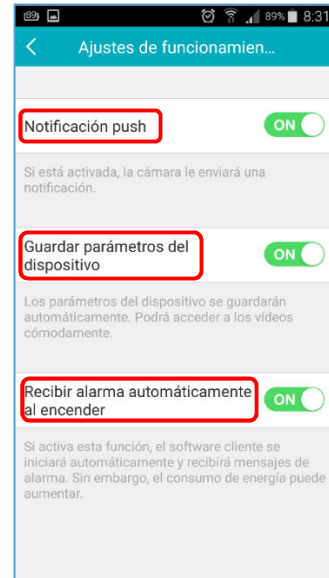 89 89% 8:31
Ajustes de funcionamien...
Notificación push ON
Si está activada, la cámara le enviará una
notificación.
Guardar parámetros del
dispositivo ON
Los parámetros del dispositivo se guardarán
automáticamente. Podrá acceder a los vídeos
cómodamente.
Recibir alarma automáticamente
al encender ON
Si activa esta función, el software cliente se
iniciará automáticamente y recibirá mensajes de
alarma. Sin embargo, el consumo de energía puede
aumentar.